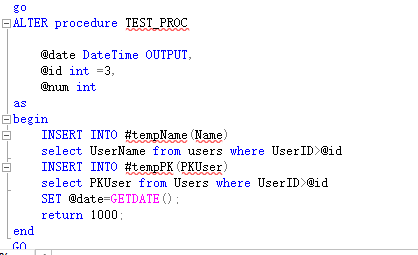 go
ALTER procedure TEST_PROC
@date DateTime OUTPUT,
@id int =3,
@num int
as
begin
INSERT INTO #tempName(Name)
select UserName from users where UserID>@id
INSERT INTO #tempPK(PKUser)
select PKUser from Users where UserID>@id
SET @date=GETDATE();
return 1000;
end
GO